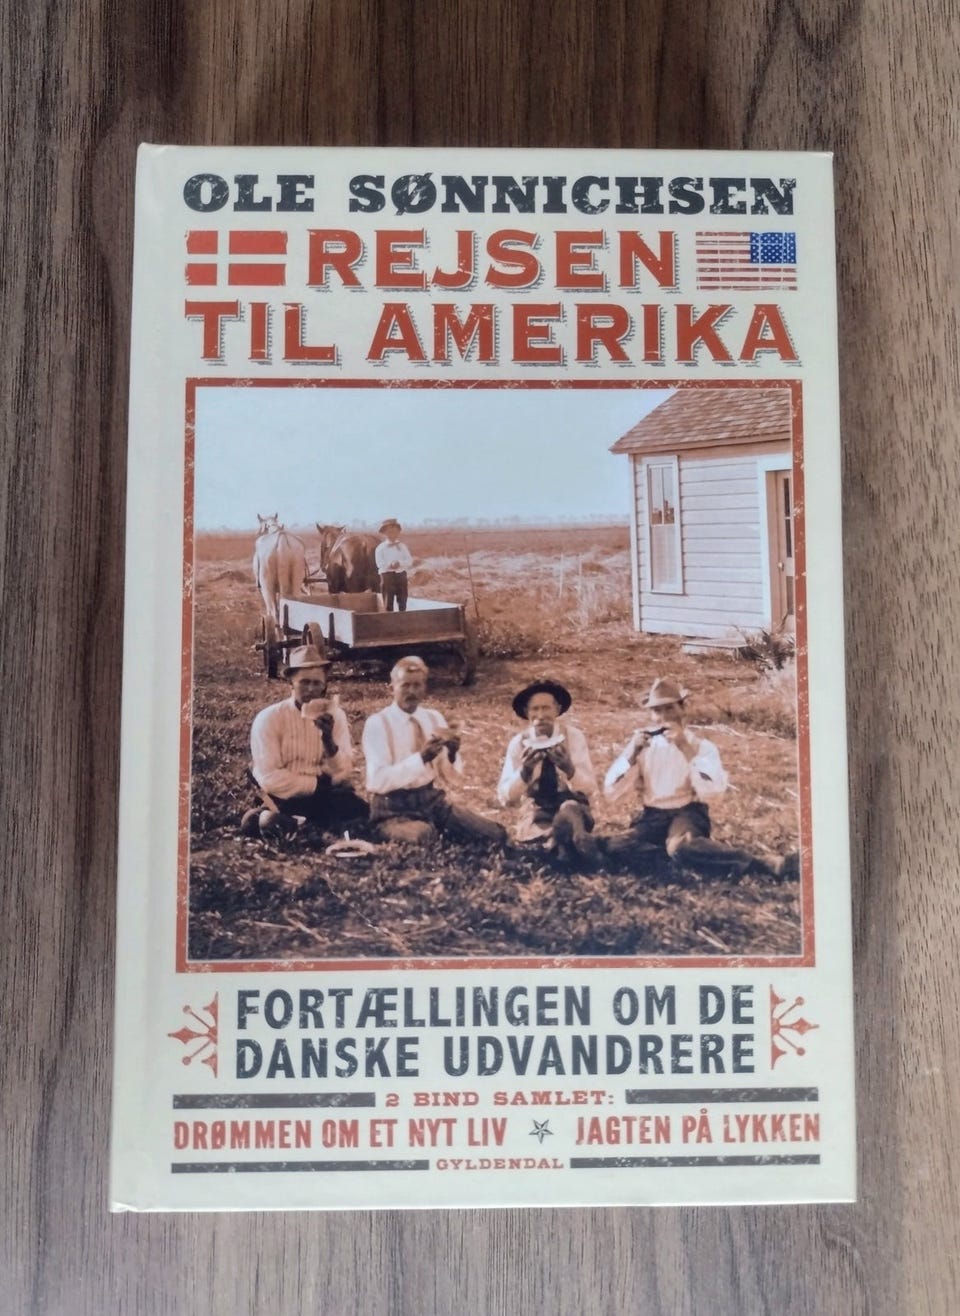 OLE SØNNICHSEN
REJSEN
TIL AMERIKA
FORTÆLLINGEN OM DE
DANSKE UDVANDRERE
2 BIND SAMLET:
DRØMMEN OM ET NYT LIV ☆ JAGTEN PÅ LYKKEN
GYLDENDAL